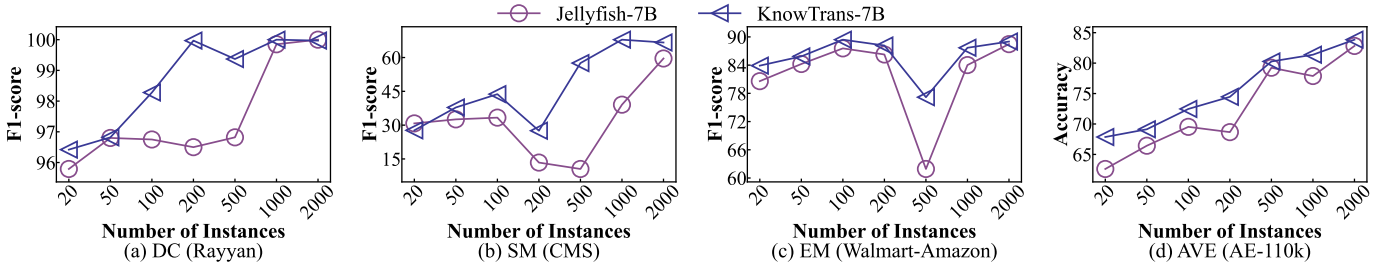 Jellyfish-7B
KnowTrans-7B
F1-score
100
99
98
97
96
20 50 100 200 500 1000 2000
Number of Instances
(a) DC (Rayyan)
F1-score
60
45
30
15
20 50 100 200 500 1000 2000
Number of Instances
(b) SM (CMS)
F1-score
90
84
78
72
66
60
20 50 100 200 500 1000 2000
Number of Instances
(c) EM (Walmart-Amazon)
Accuracy
85
80
75
70
65
20 50 100 200 500 1000 2000
Number of Instances
(d) AVE (AE-110k)